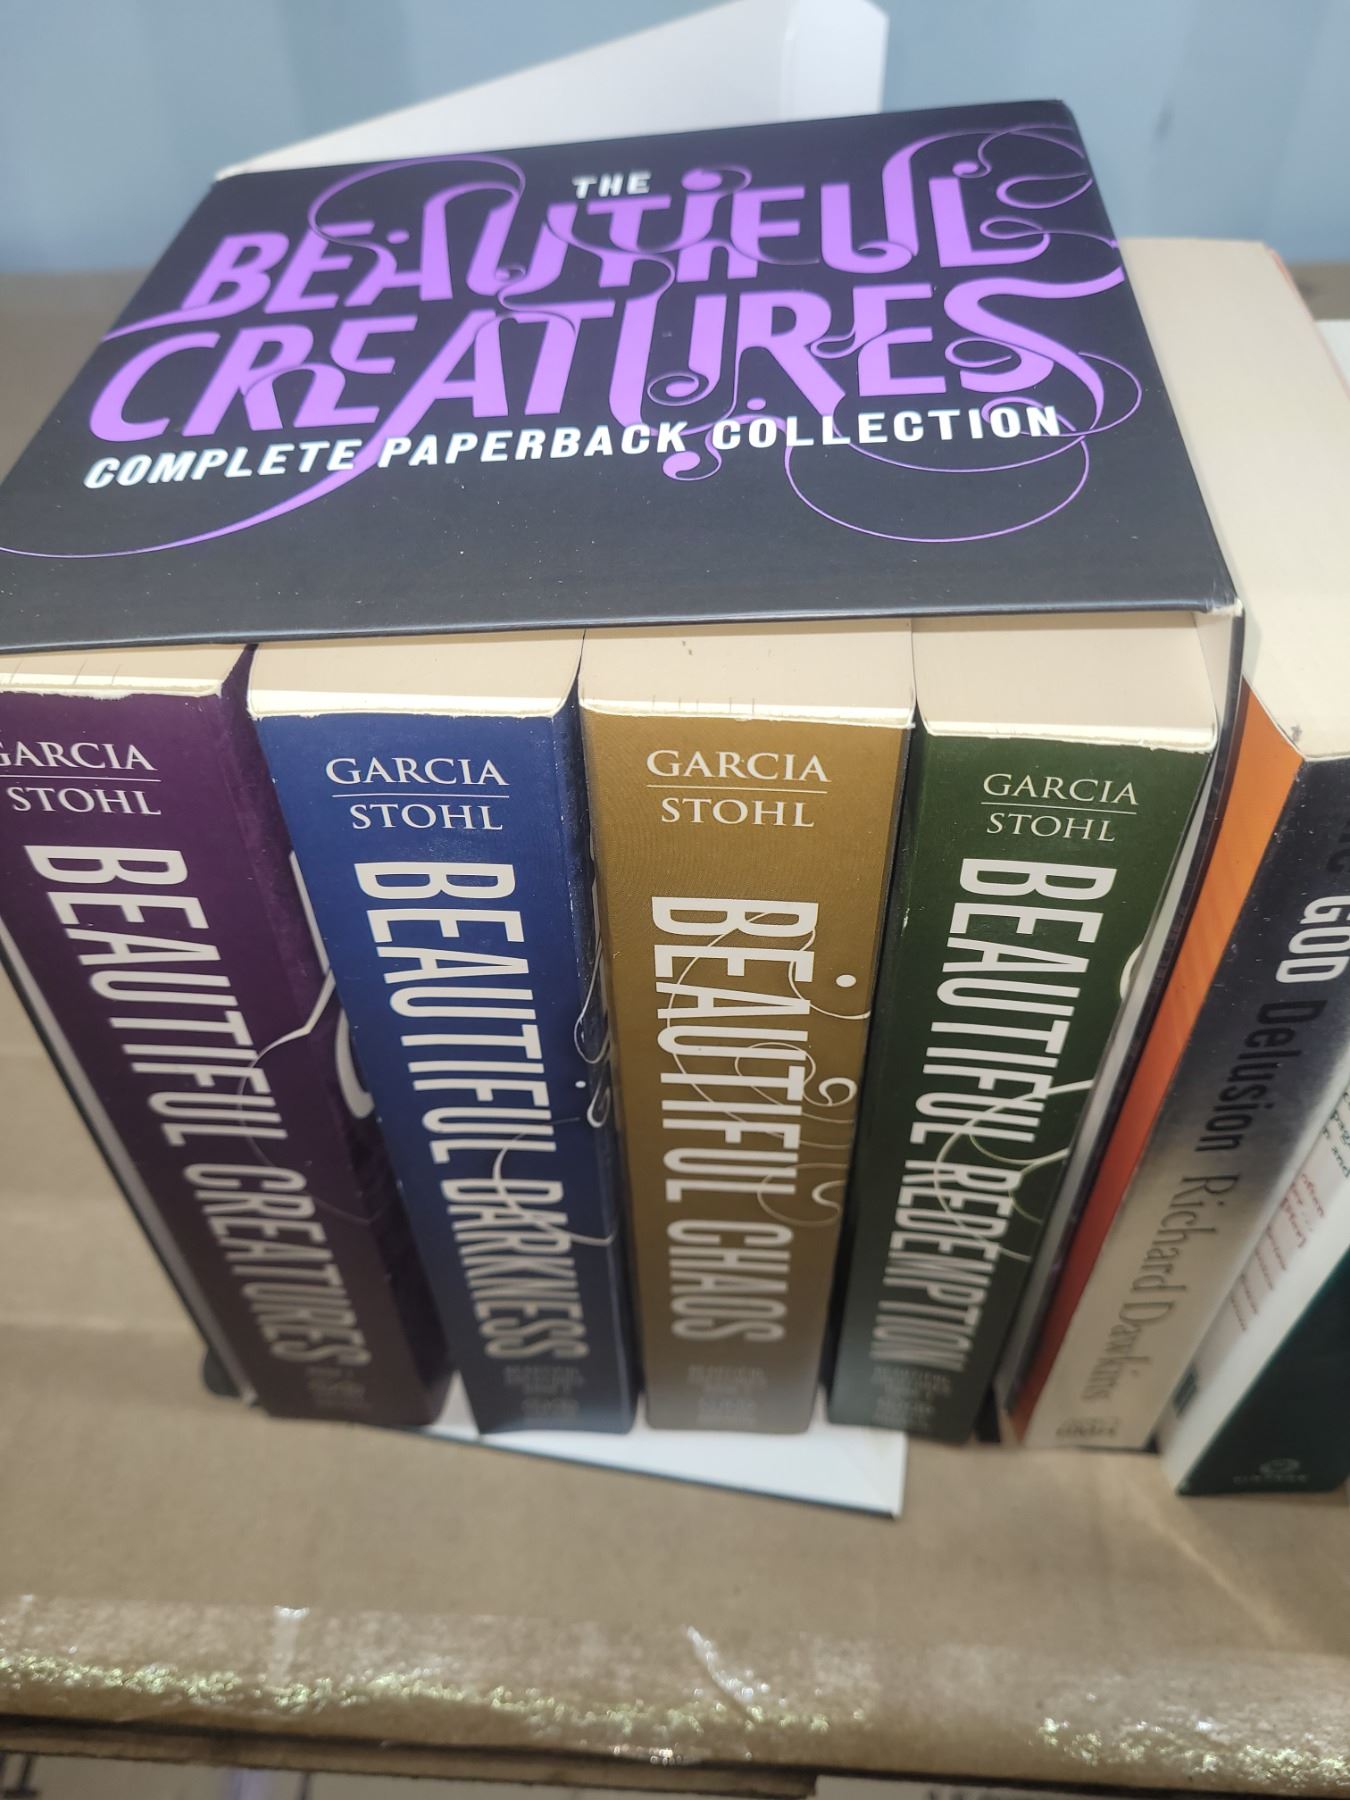 THE
BEAUTIFUL
CREATURES
COMPLETE PAPERBACK COLLECTION
GARCIA
STOHL
BEAUTIFUL CREATURES
GARCIA
STOHL
BEAUTIFUL DARKNESS
GARCIA
STOHL
BEAUTIFUL CHAOS
GARCIA
STOHL
BEAUTIFUL REDEMPTION
GOD Delusion Richard Dawkins